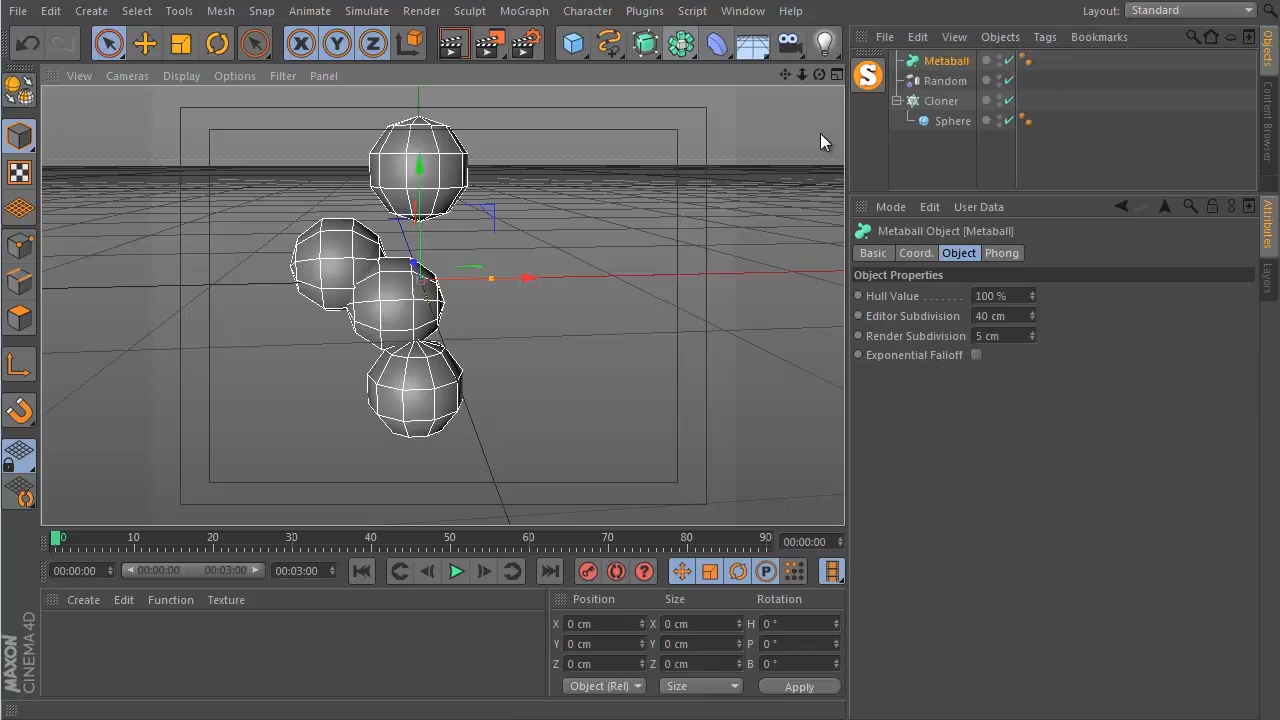 File Edit Create Select Tools Mesh Snap Animate Simulate Render Sculpt MoGraph Character Plugins Script Window Help Layout: Standard
X Y Z
File Edit View Objects Tags Bookmarks
View Cameras Display Options Filter Panel
S
Metaball
Random
Cloner
Sphere
Objects
Content Browser
Mode Edit User Data
Metaball Object [Metaball]
Basic Coord. Object Phong
Object Properties
Hull Value 100 %
Editor Subdivision 40 cm
Render Subdivision 5 cm
Exponential Falloff
Attributes
Layers
0 10 20 30 40 50 60 70 80 90 00:00:00
00:00:00 00:00:00 00:03:00 00:03:00 P
Create Edit Function Texture
Position Size Rotation
X 0 cm X 0 cm H 0 °
Y 0 cm Y 0 cm P 0 °
Z 0 cm Z 0 cm B 0 °
Object (Rel) Size Apply
MAXON
CINEMA 4D